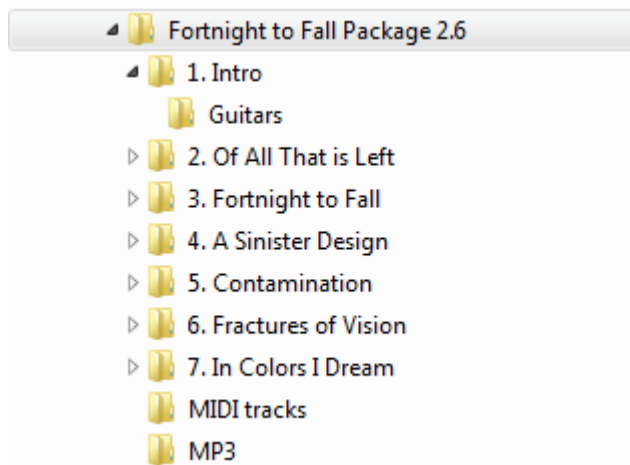 Fortnight to Fall Package 2.6
1. Intro
Guitars
2. Of All That is Left
3. Fortnight to Fall
4. A Sinister Design
5. Contamination
6. Fractures of Vision
7. In Colors I Dream
MIDI tracks
MP3